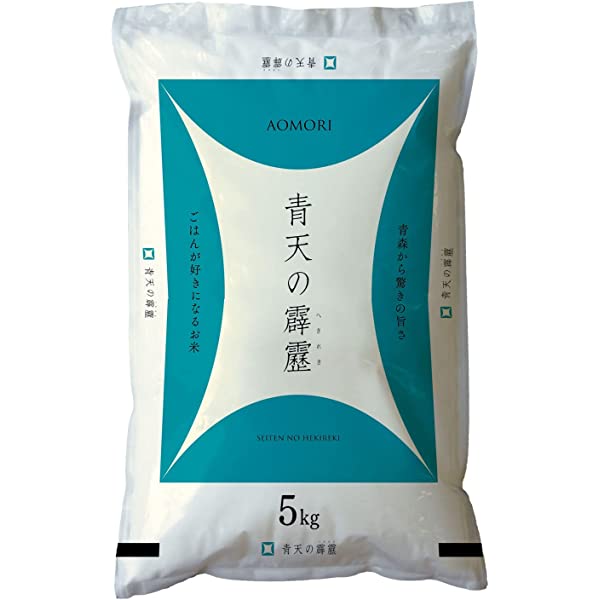 青天の霹靂
AOMORI
青森から驚きの旨さ
青天の霹靂
へきれき
ごはんが好きになるお米
青天の霹靂
青天の霹靂
SEITEN NO HEKIREKI
5kg
青天の霹靂